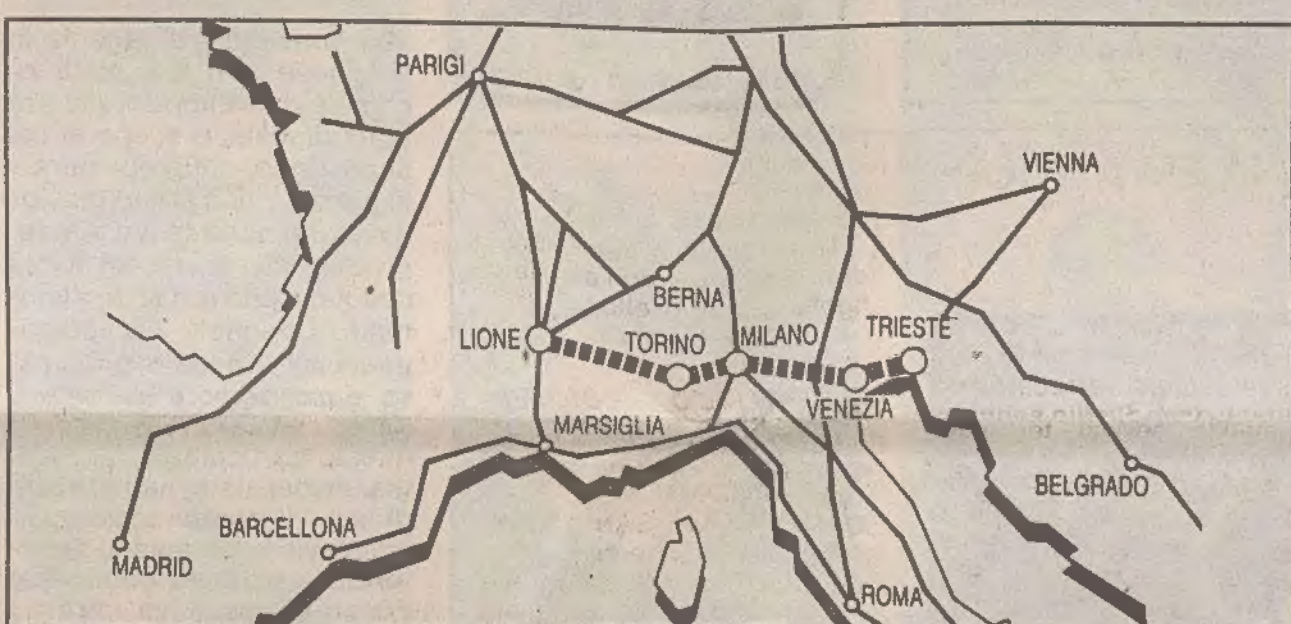 PARIGI
VIENNA
BERNA
LIONE
TORINO
MILANO
TRIESTE
VENEZIA
MARSIGLIA
BELGRADO
BARCELLONA
MADRID
ROMA